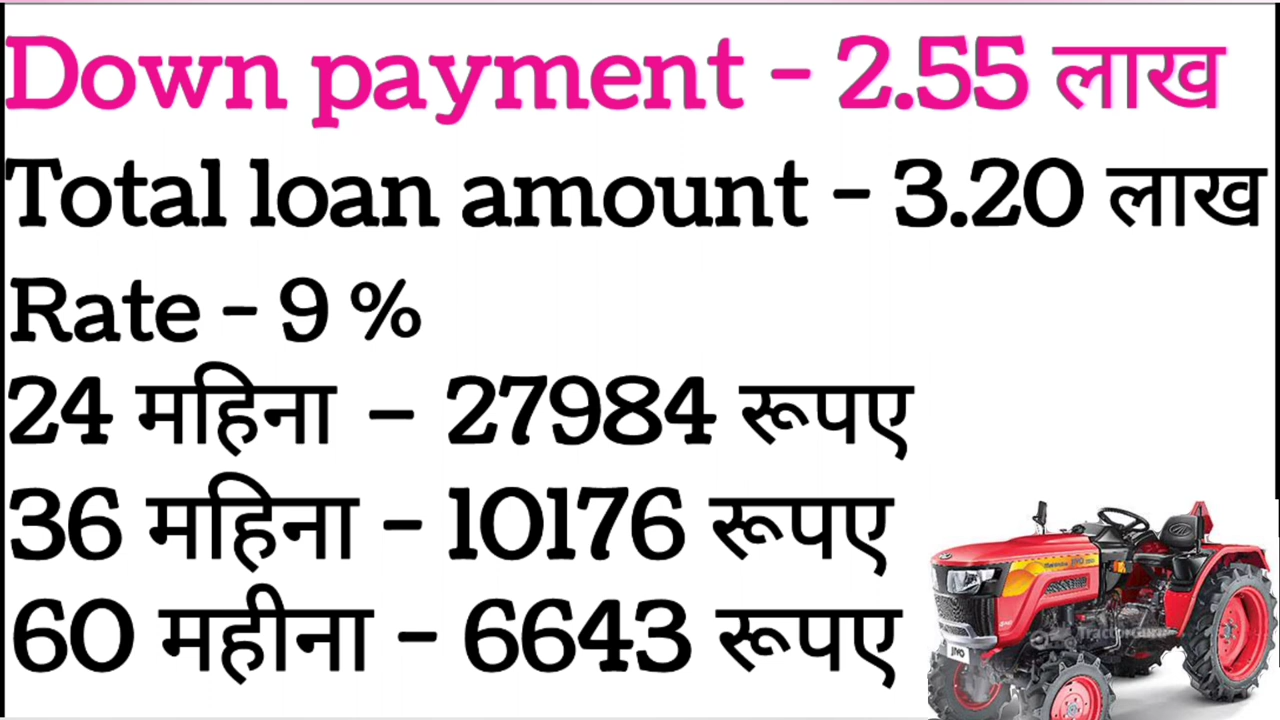 Down payment - 2.55 लाख
Total loan amount - 3.20 लाख
Rate - 9 %
24 महिना - 27984 रूपए
36 महिना - 10176 रूपए
60 महीना - 6643 रूपए
JIVO